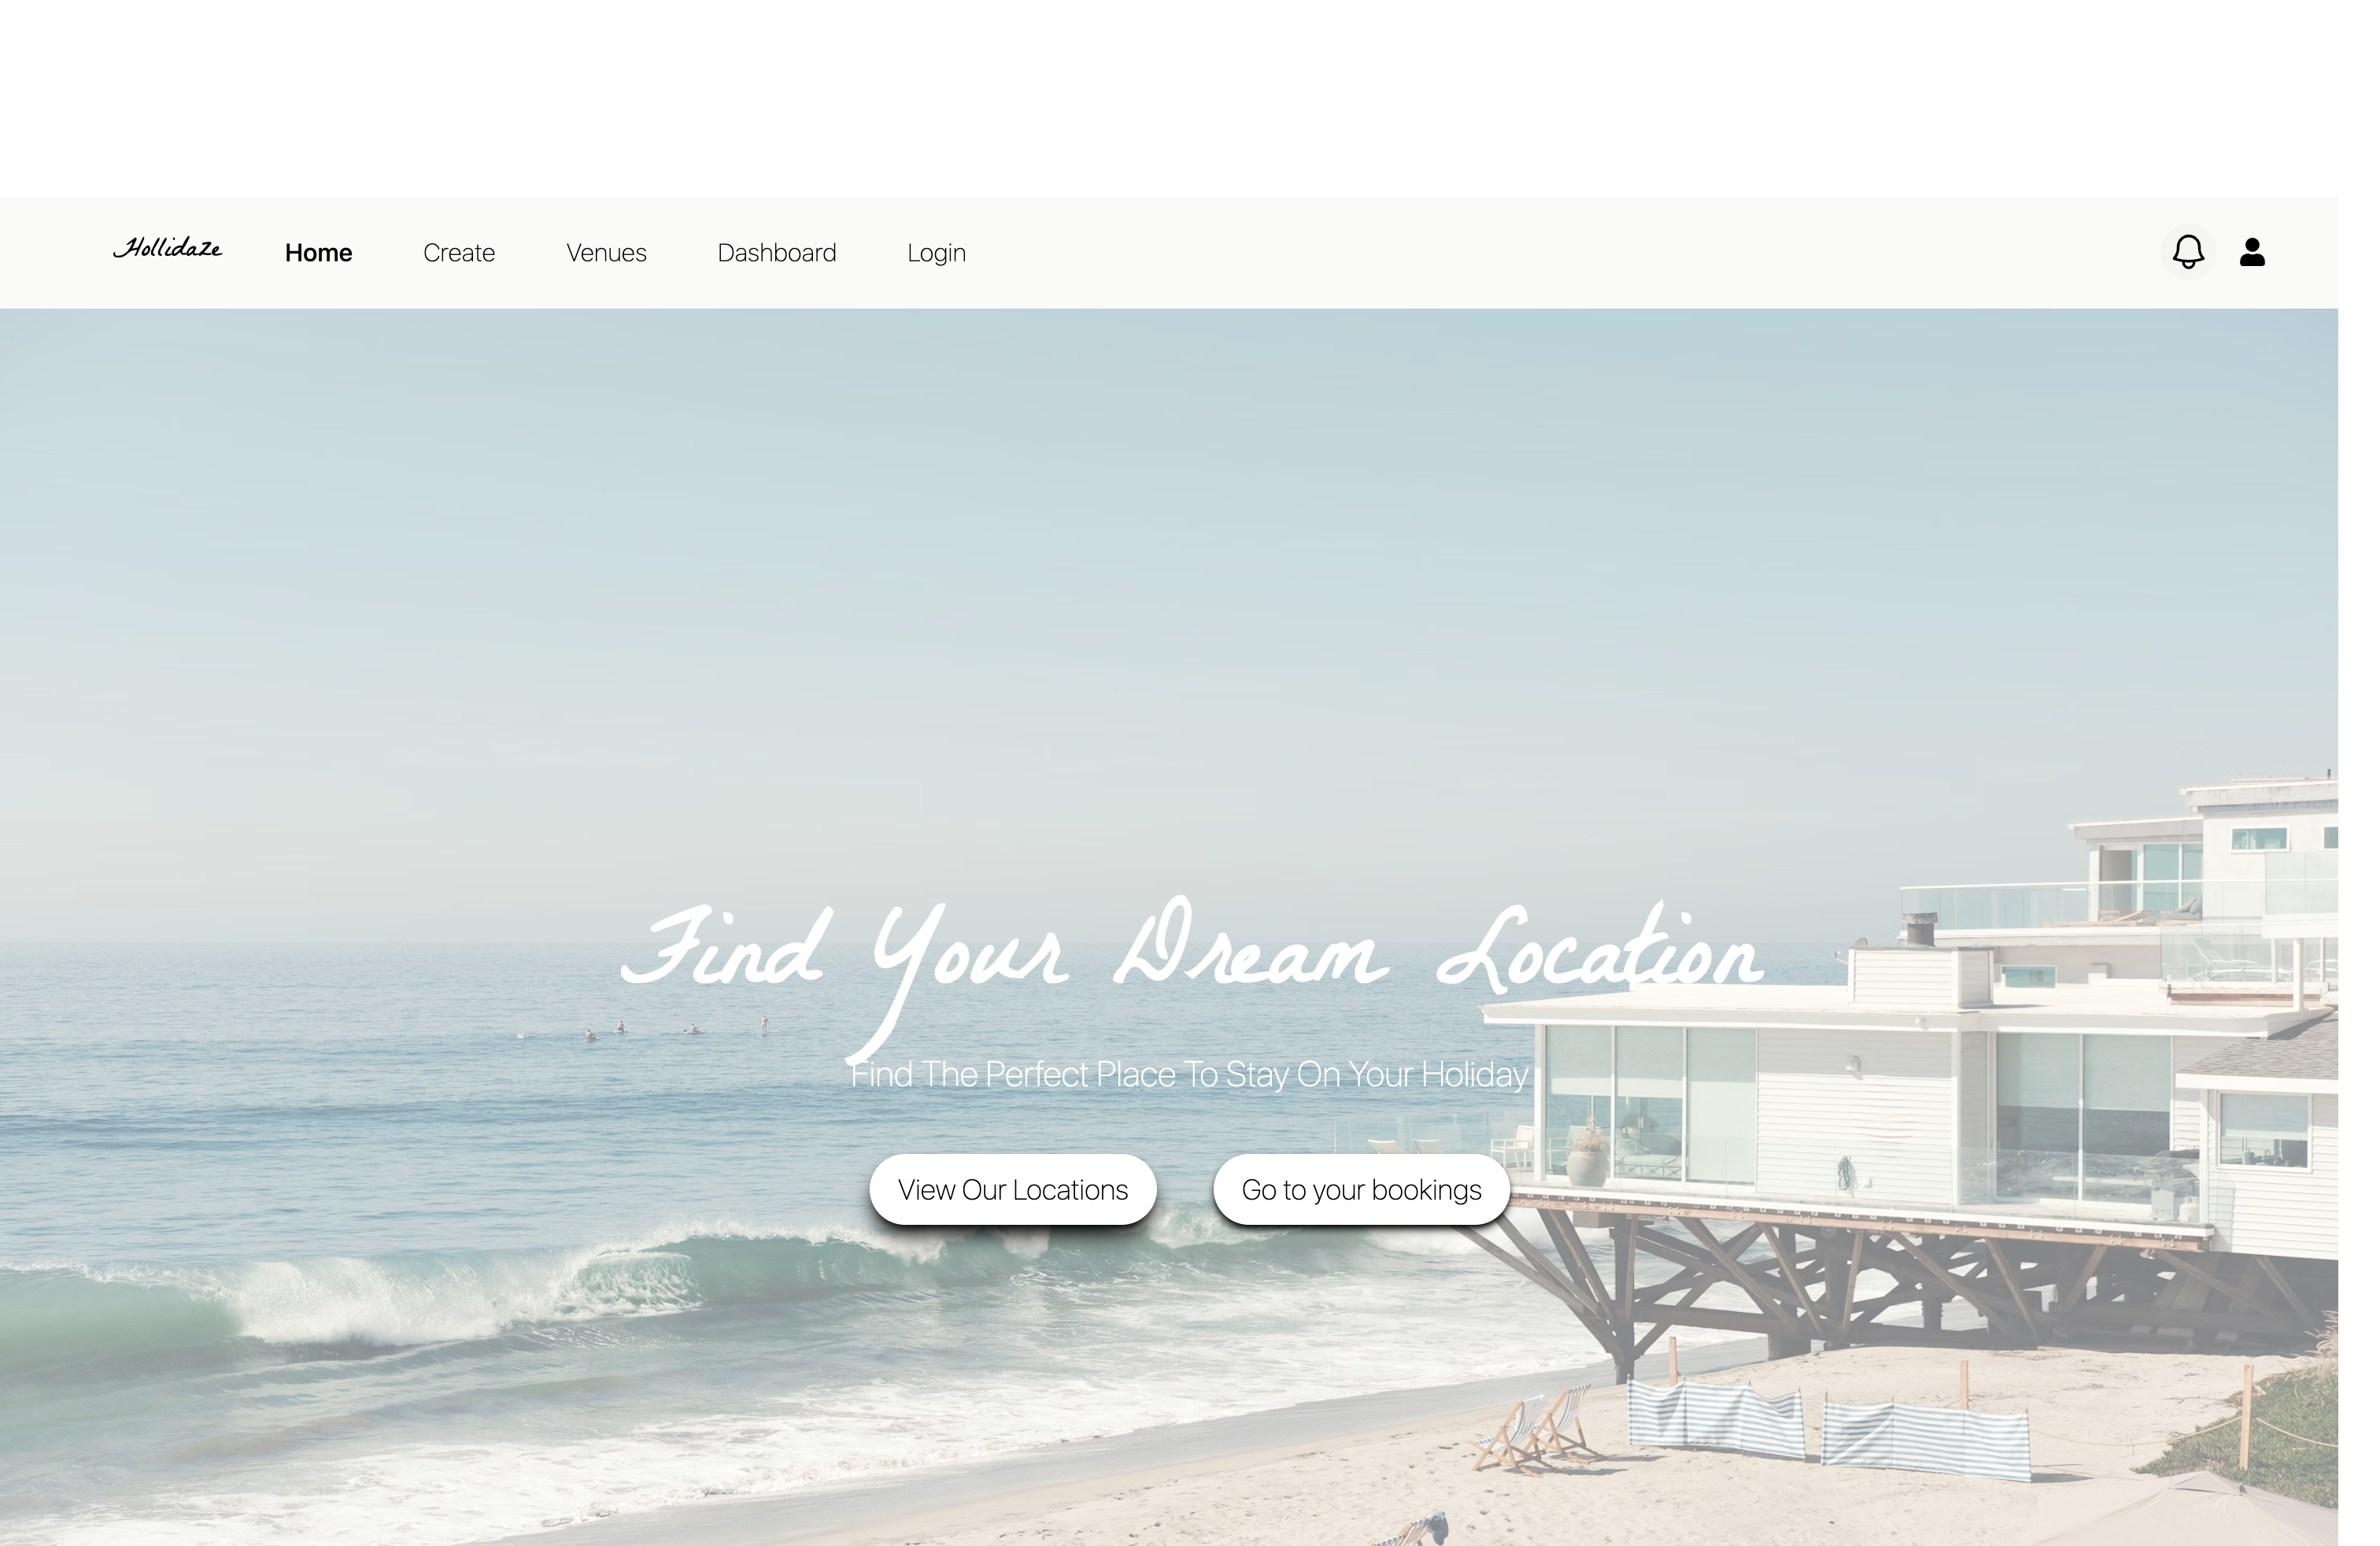 Hollidaze Home Create Venues Dashboard Login
Find Your Dream Location
Find The Perfect Place To Stay On Your Holiday
View Our Locations Go to your bookings